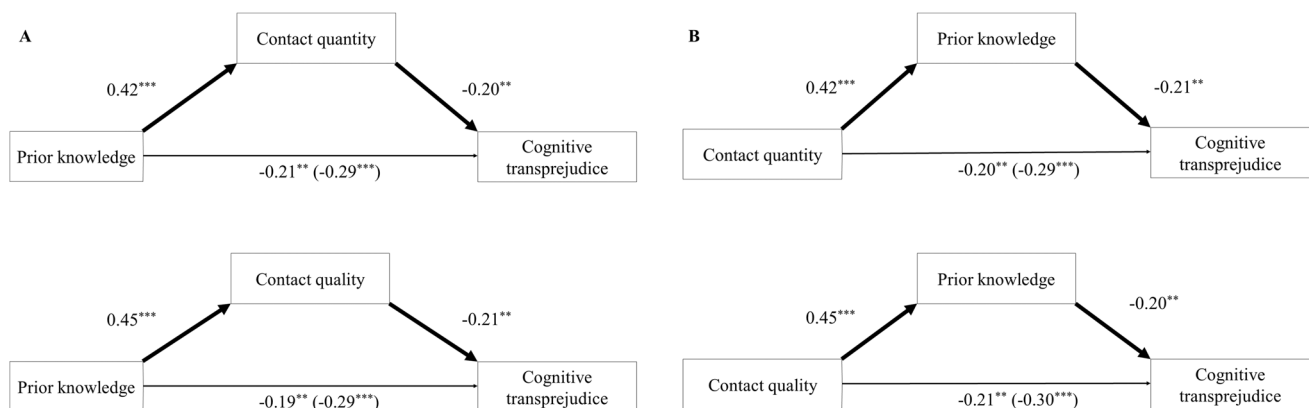 A
Contact quantity
0.42***
-0.20**
Prior knowledge
Cognitive
transprejudice
-0.21** (-0.29***)
Contact quality
0.45***
-0.21**
Prior knowledge
Cognitive
transprejudice
-0.19** (-0.29***)
B
Prior knowledge
0.42***
-0.21**
Contact quantity
Cognitive
transprejudice
-0.20** (-0.29***)
Prior knowledge
0.45***
-0.20**
Contact quality
Cognitive
transprejudice
-0.21** (-0.30***)